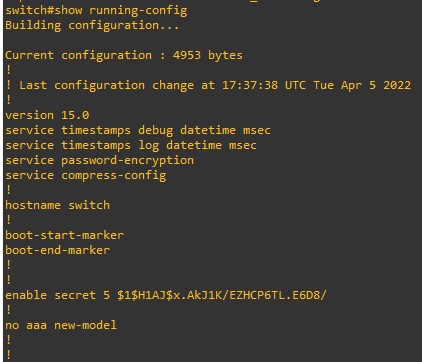 switch#show running-config
Building configuration...
Current configuration : 4953 bytes
!
! Last configuration change at 17:37:38 UTC Tue Apr 5 2022
!
version 15.0
service timestamps debug datetime msec
service timestamps log datetime msec
service password-encryption
service compress-config
!
hostname switch
!
boot-start-marker
boot-end-marker
!
!
enable secret 5 $1$H1AJ$x.AkJ1K/EZHCP6TL.E6D8/
!
no aaa new-model
!
!